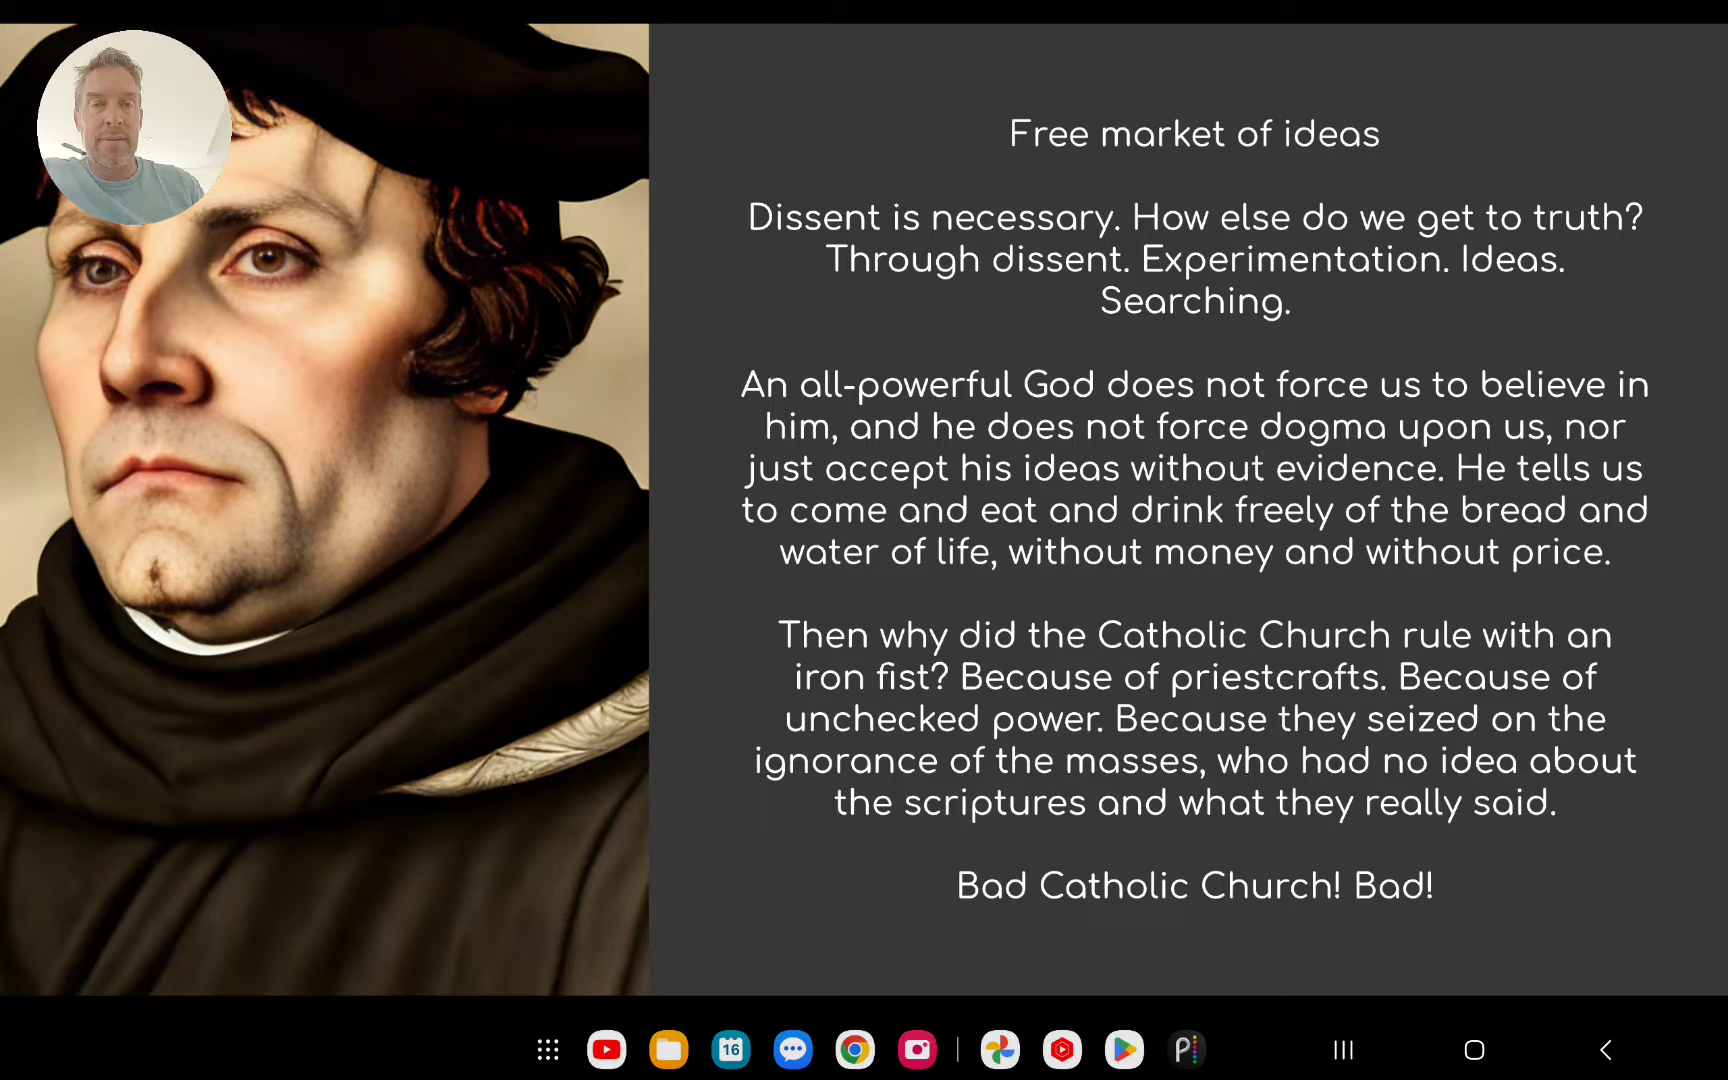 Free market of ideas
Dissent is necessary. How else do we get to truth?
Through dissent. Experimentation. Ideas.
Searching.
An all-powerful God does not force us to believe in
him, and he does not force dogma upon us, nor
just accept his ideas without evidence. He tells us
to come and eat and drink freely of the bread and
water of life, without money and without price.
Then why did the Catholic Church rule with an
iron fist? Because of priestcrafts. Because of
unchecked power. Because they seized on the
ignorance of the masses, who had no idea about
the scriptures and what they really said.
Bad Catholic Church! Bad!
16